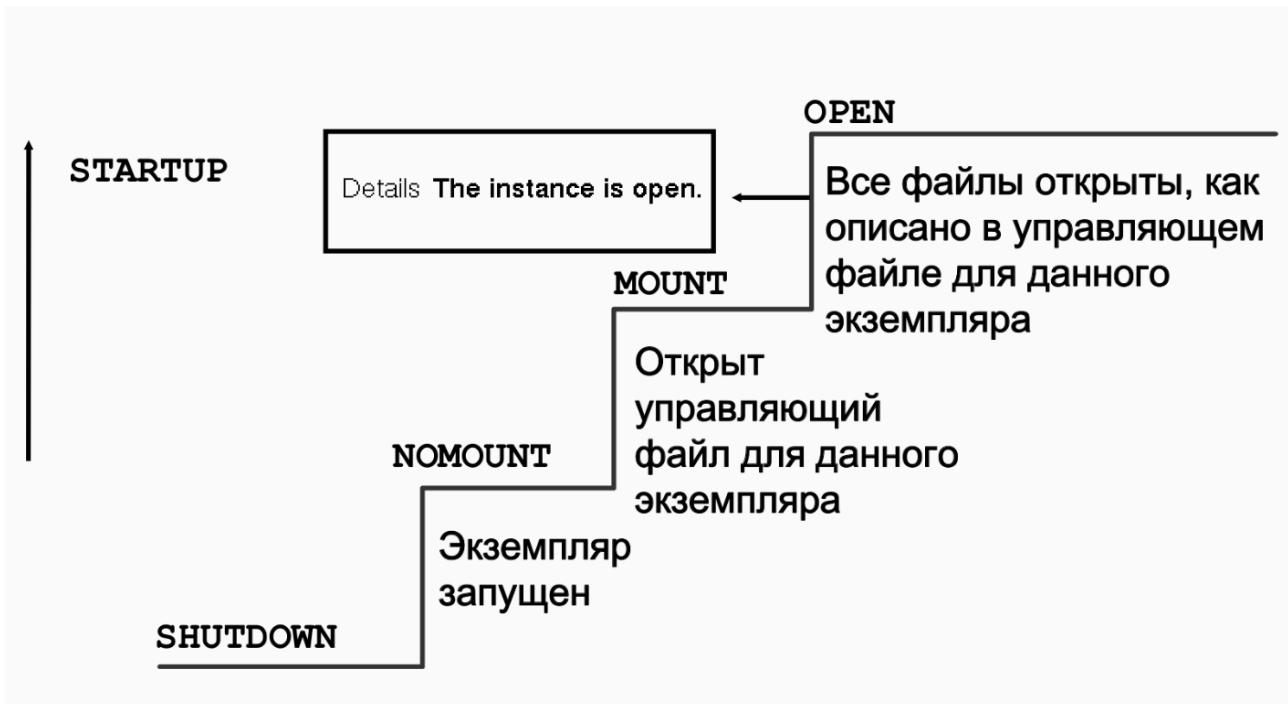 OPEN
STARTUP
Details The instance is open.
Все файлы открыты, как
описано в управляющем
файле для данного
экземпляра
MOUNT
Открыт
управляющий
файл для данного
экземпляра
NOMOUNT
Экземпляр
запущен
SHUTDOWN